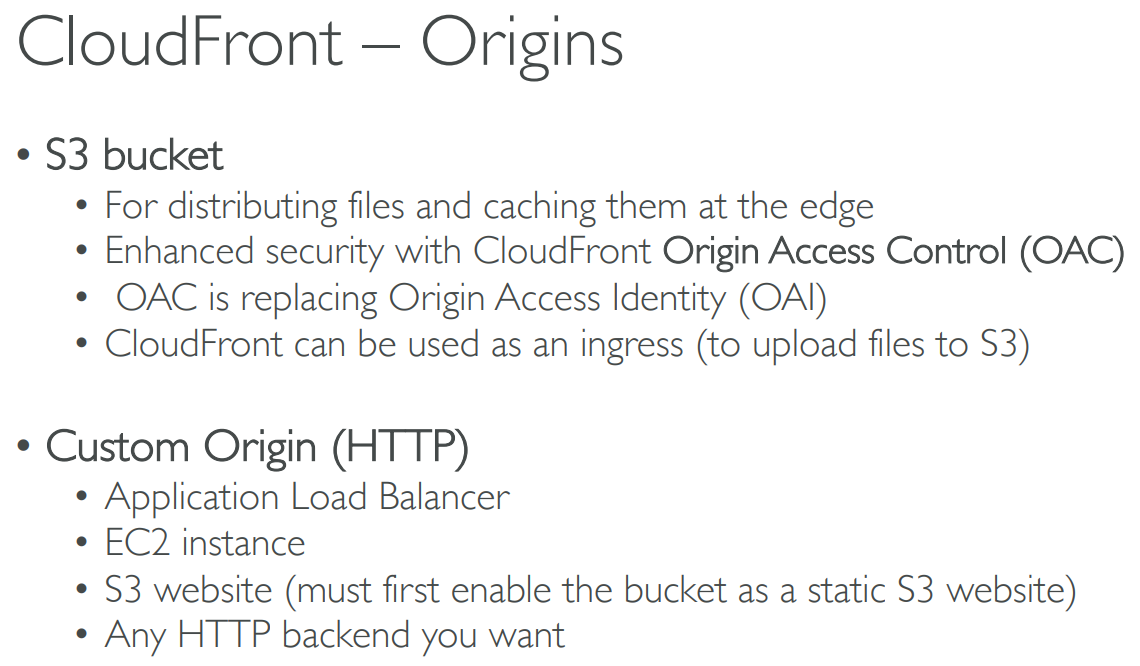 CloudFront – Origins
• S3 bucket
• For distributing files and caching them at the edge
• Enhanced security with CloudFront Origin Access Control (OAC)
• OAC is replacing Origin Access Identity (OAI)
• CloudFront can be used as an ingress (to upload files to S3)
• Custom Origin (HTTP)
• Application Load Balancer
• EC2 instance
• S3 website (must first enable the bucket as a static S3 website)
• Any HTTP backend you want